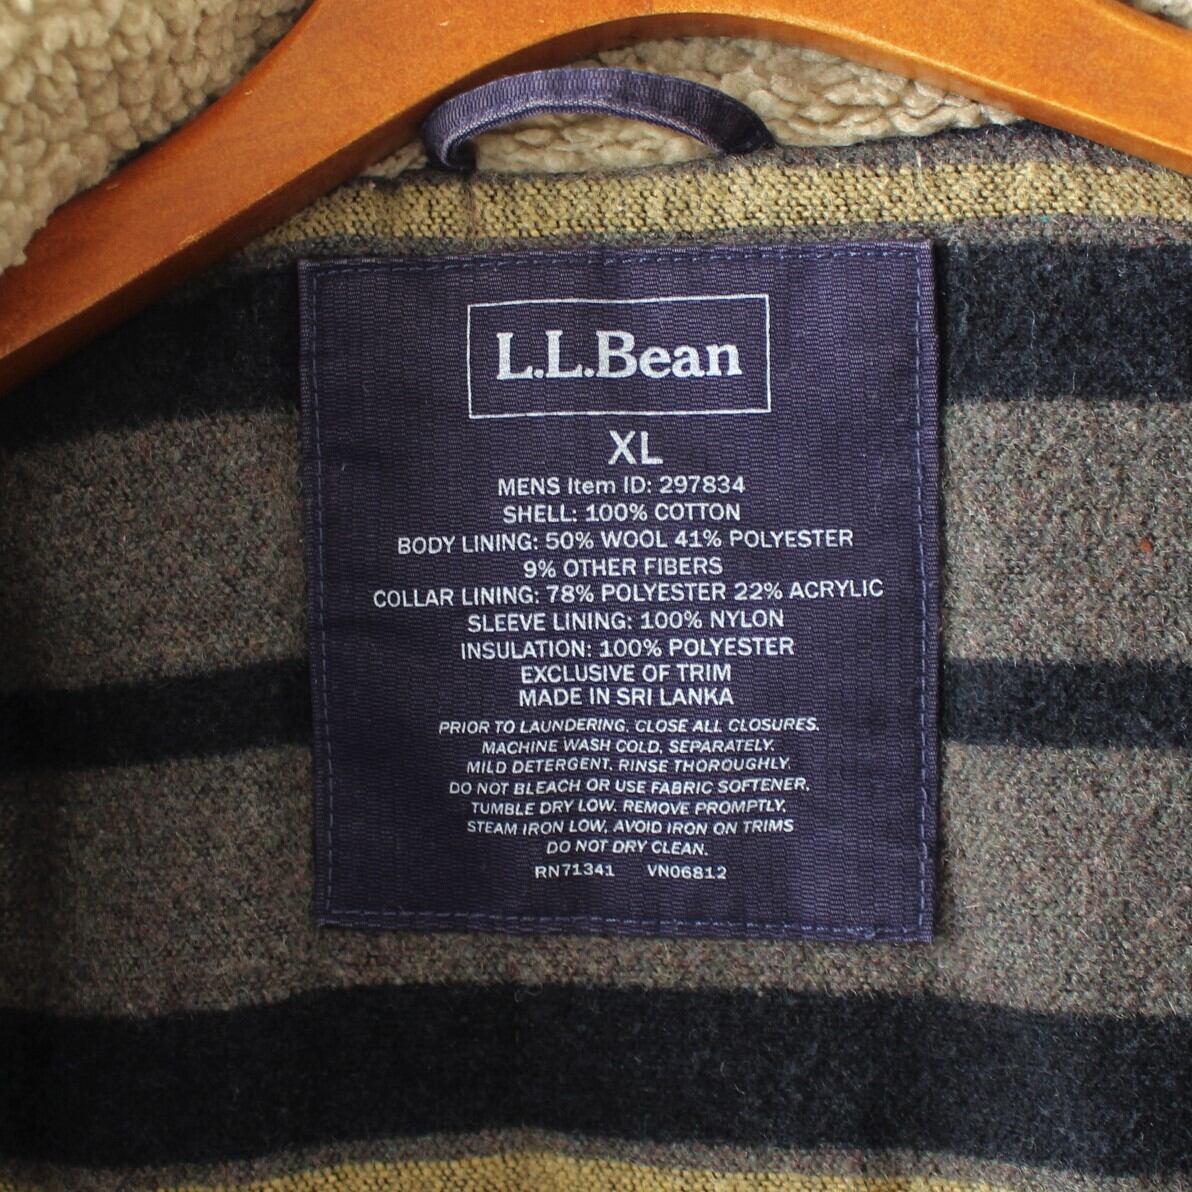 L.L.Bean
XL
MENS Item ID: 297834
SHELL: 100% COTTON
BODY LINING: 50% WOOL 41% POLYESTER
9% OTHER FIBERS
COLLAR LINING: 78% POLYESTER 22% ACRYLIC
SLEEVE LINING: 100% NYLON
INSULATION: 100% POLYESTER
EXCLUSIVE OF TRIM
MADE IN SRI LANKA
PRIOR TO LAUNDERING, CLOSE ALL CLOSURES.
MACHINE WASH COLD, SEPARATELY.
MILD DETERGENT. RINSE THOROUGHLY.
DO NOT BLEACH OR USE FABRIC SOFTENER.
TUMBLE DRY LOW. REMOVE PROMPTLY.
STEAM IRON LOW, AVOID IRON ON TRIMS
DO NOT DRY CLEAN.
RN71341 VN06812